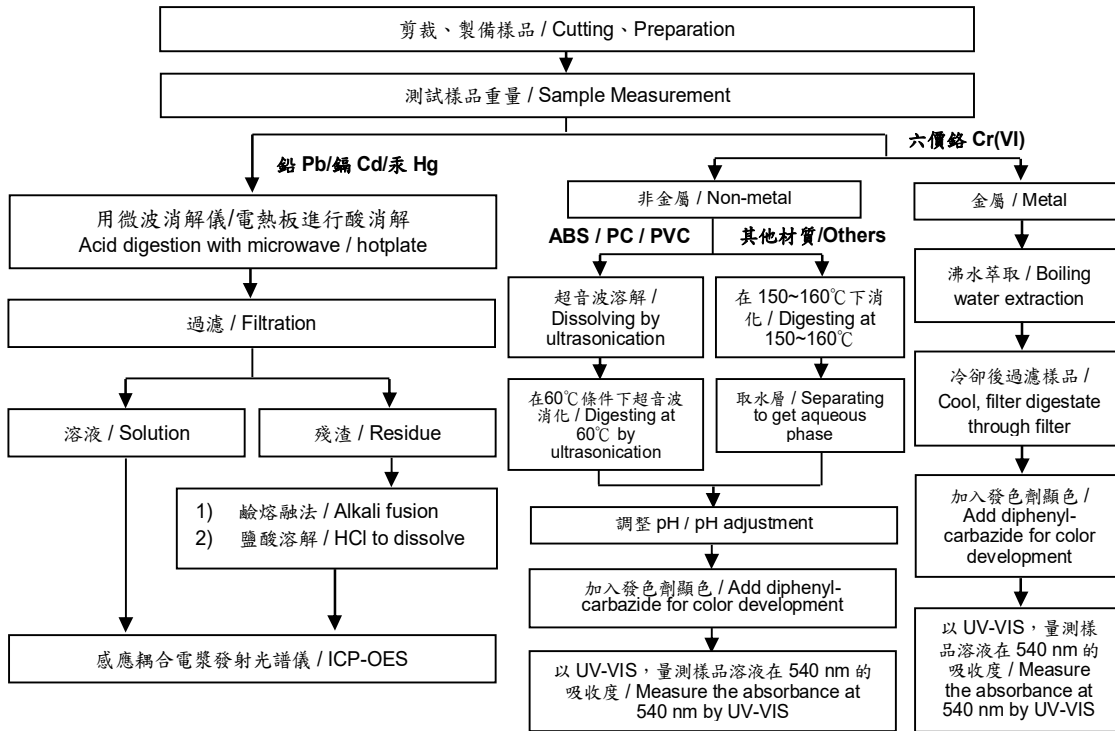 剪裁、製備樣品 / Cutting、Preparation
測試樣品重量 / Sample Measurement
鉛 Pb/鎘 Cd/汞 Hg
六價鉻 Cr(VI)
用微波消解儀/電熱板進行酸消解
Acid digestion with microwave / hotplate
過濾 / Filtration
溶液 / Solution
殘渣 / Residue
1) 鹼熔融法 / Alkali fusion
2) 鹽酸溶解 / HCl to dissolve
感應耦合電漿發射光譜儀 / ICP-OES
非金屬 / Non-metal
ABS / PC / PVC
其他材質/Others
超音波溶解 /
Dissolving by
ultrasonication
在60℃條件下超音波
消化 / Digesting at
60℃ by
ultrasonication
在 150~160℃下消
化 / Digesting at
150~160℃
取水層 / Separating
to get aqueous
phase
調整 pH / pH adjustment
加入發色劑顯色 / Add diphenyl-
carbazide for color development
以 UV-VIS，量測樣品溶液在 540 nm 的
吸收度 / Measure the absorbance at
540 nm by UV-VIS
金屬 / Metal
沸水萃取 / Boiling
water extraction
冷卻後過濾樣品 /
Cool, filter digestate
through filter
加入發色劑顯色 /
Add diphenyl-
carbazide for color
development
以 UV-VIS，量測樣
品溶液在 540 nm 的
吸收度 / Measure
the absorbance at
540 nm by UV-VIS